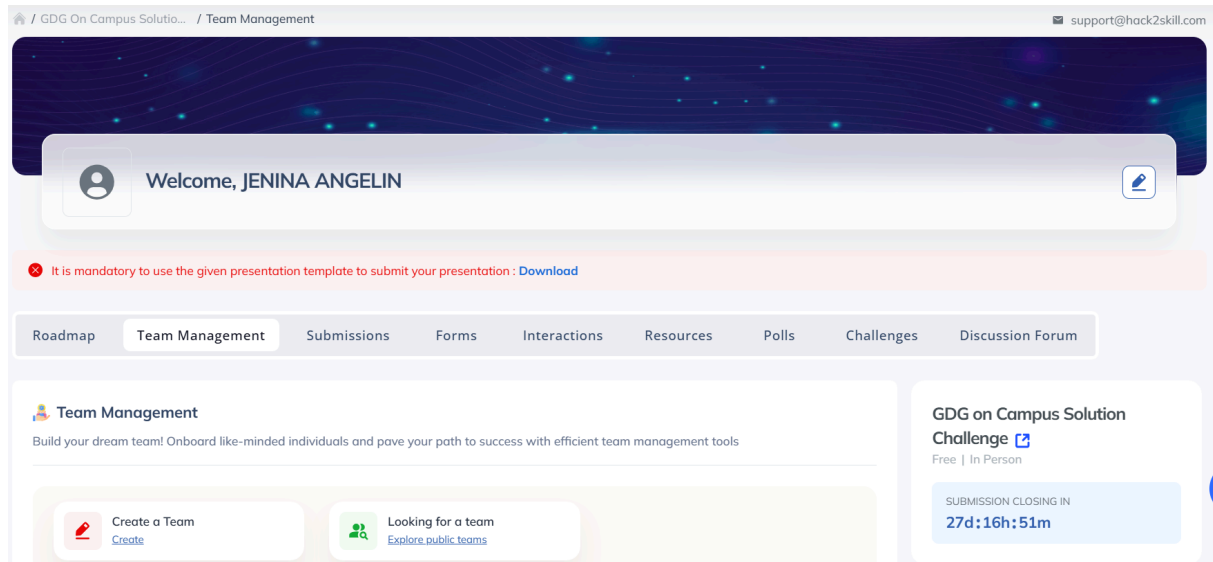 / GDG On Campus Solutio... / Team Management
support@hack2skill.com
Welcome, JENINA ANGELIN
It is mandatory to use the given presentation template to submit your presentation : Download
Roadmap Team Management Submissions Forms Interactions Resources Polls Challenges Discussion Forum
Team Management
Build your dream team! Onboard like-minded individuals and pave your path to success with efficient team management tools
Create a Team
Create
Looking for a team
Explore public teams
GDG on Campus Solution
Challenge
Free | In Person
SUBMISSION CLOSING IN
27d:16h:51m